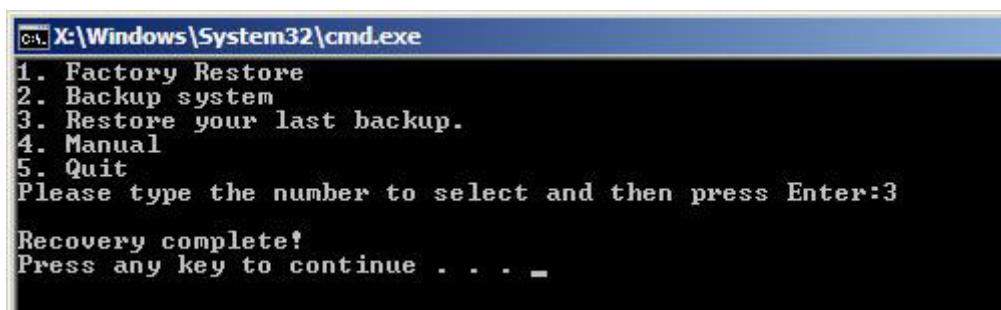 X:\Windows\System32\cmd.exe
1. Factory Restore
2. Backup system
3. Restore your last backup.
4. Manual
5. Quit
Please type the number to select and then press Enter:3
Recovery complete!
Press any key to continue . . . _